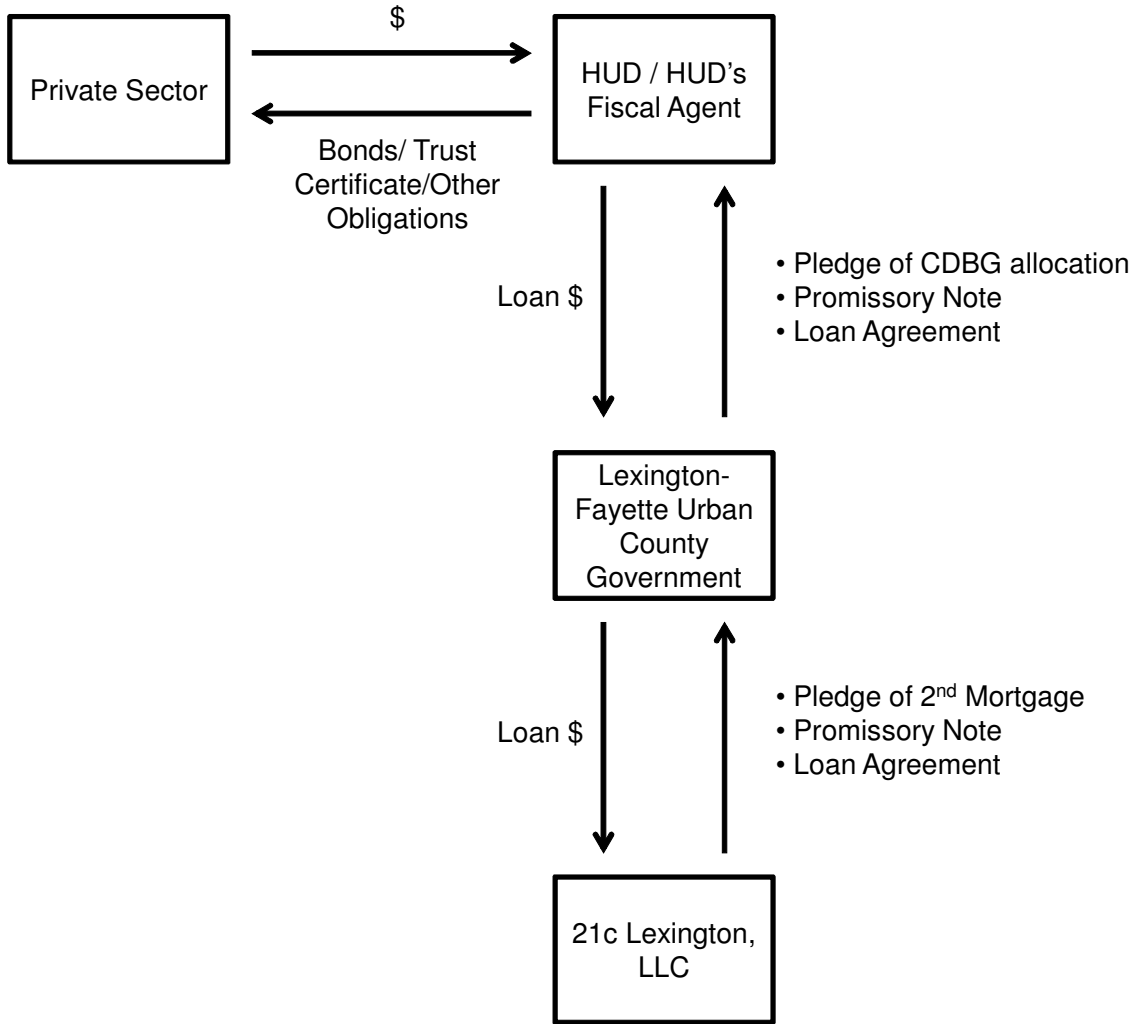 $
Private Sector
HUD / HUD’s
Fiscal Agent
Bonds/ Trust
Certificate/Other
Obligations
Loan $
• Pledge of CDBG allocation
• Promissory Note
• Loan Agreement
Lexington-
Fayette Urban
County
Government
Loan $
• Pledge of 2nd Mortgage
• Promissory Note
• Loan Agreement
21c Lexington,
LLC